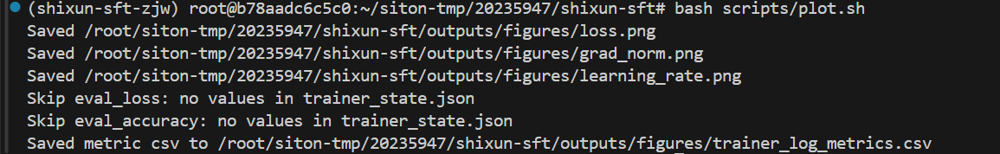 (shixun-sft-zjw) root@b78aadc6c5c0:~/siton-tmp/20235947/shixun-sft# bash scripts/plot.sh
Saved /root/siton-tmp/20235947/shixun-sft/outputs/figures/loss.png
Saved /root/siton-tmp/20235947/shixun-sft/outputs/figures/grad_norm.png
Saved /root/siton-tmp/20235947/shixun-sft/outputs/figures/learning_rate.png
Skip eval_loss: no values in trainer_state.json
Skip eval_accuracy: no values in trainer_state.json
Saved metric csv to /root/siton-tmp/20235947/shixun-sft/outputs/figures/trainer_log_metrics.csv